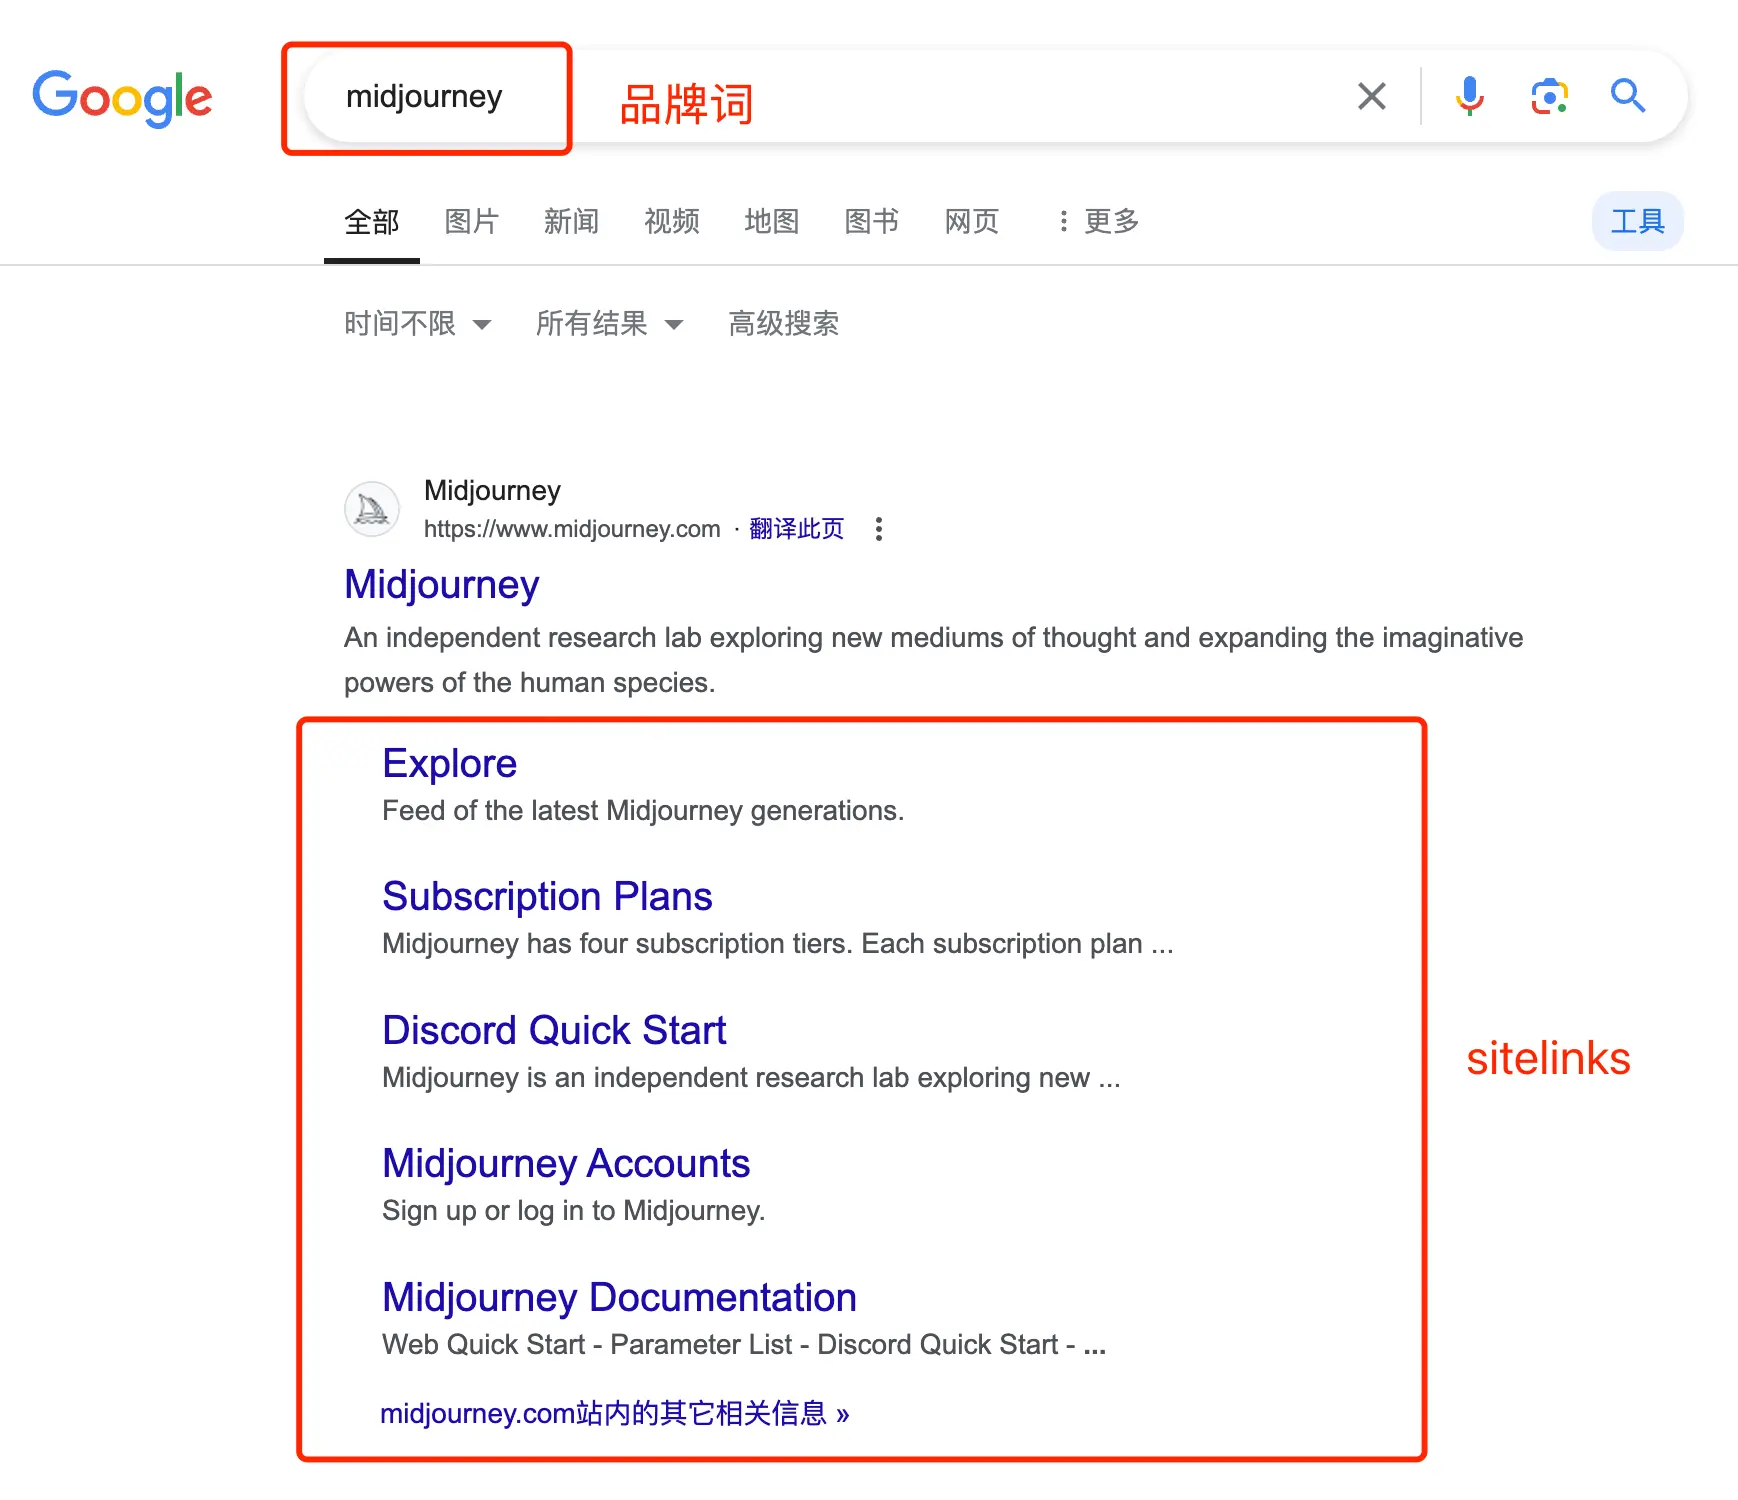 Google
midjourney
品牌词
全部 图片 新闻 视频 地图 图书 网页 更多 工具
时间不限 所有结果 高级搜索
Midjourney
https://www.midjourney.com · 翻译此页
Midjourney
An independent research lab exploring new mediums of thought and expanding the imaginative
powers of the human species.
Explore
Feed of the latest Midjourney generations.
Subscription Plans
Midjourney has four subscription tiers. Each subscription plan ...
Discord Quick Start
Midjourney is an independent research lab exploring new ...
sitelinks
Midjourney Accounts
Sign up or log in to Midjourney.
Midjourney Documentation
Web Quick Start - Parameter List - Discord Quick Start - ...
midjourney.com站内的其它相关信息 »